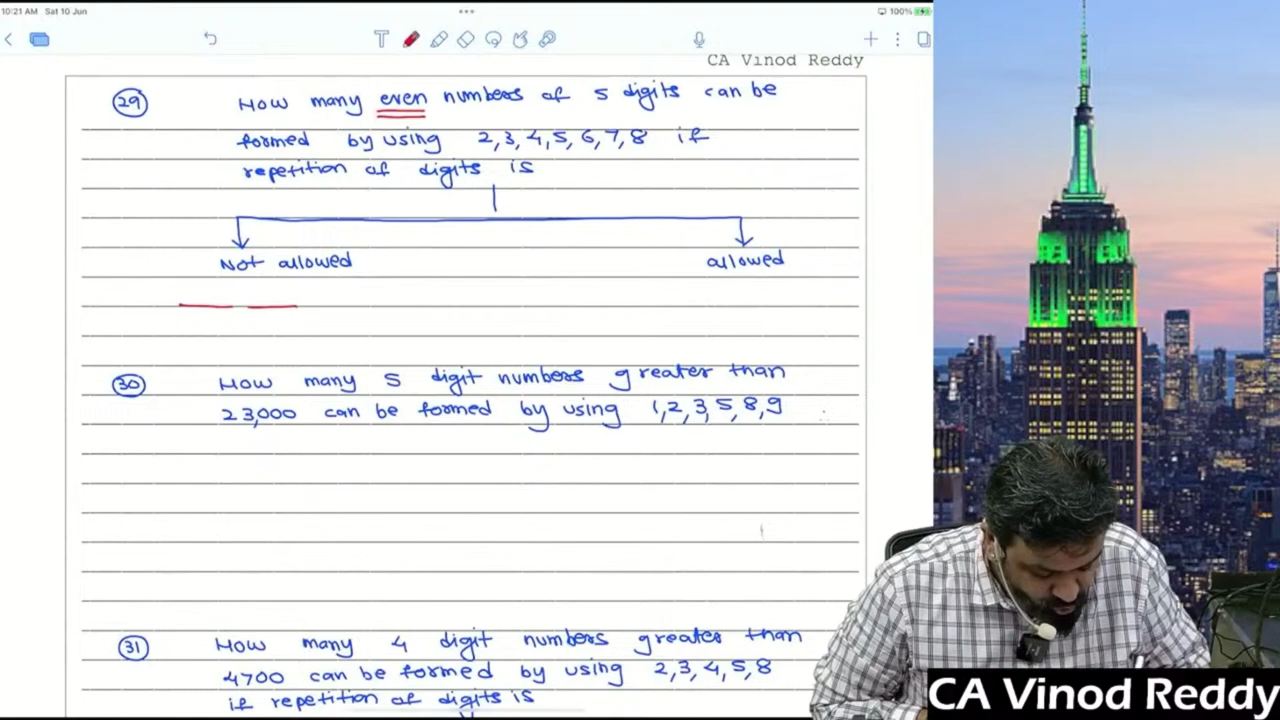 10:21 AM Sat 10 Jun
100%
T
CA Vinod Reddy
29 How many even numbers of 5 digits can be
formed by using 2,3,4,5,6,7,8 if
repetition of digits is
Not allowed allowed
30 How many 5 digit numbers greater than
23,000 can be formed by using 1,2,3,5,8,9
31 How many 4 digit numbers greater than
4700 can be formed by using 2,3,4,5,8
if repetition of digits is
CA Vinod Reddy